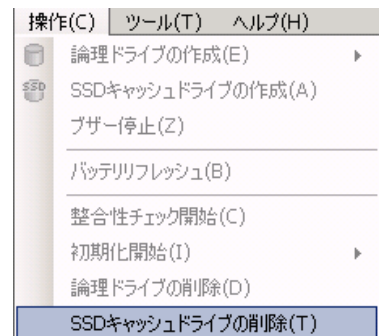 操作(C) ツール(T) ヘルプ(H)
論理ドライブの作成(E)
SSD SSDキャッシュドライブの作成(A)
ブザー停止(Z)
バッテリリフレッシュ(B)
整合性チェック開始(C)
初期化開始(I)
論理ドライブの削除(D)
SSDキャッシュドライブの削除(T)